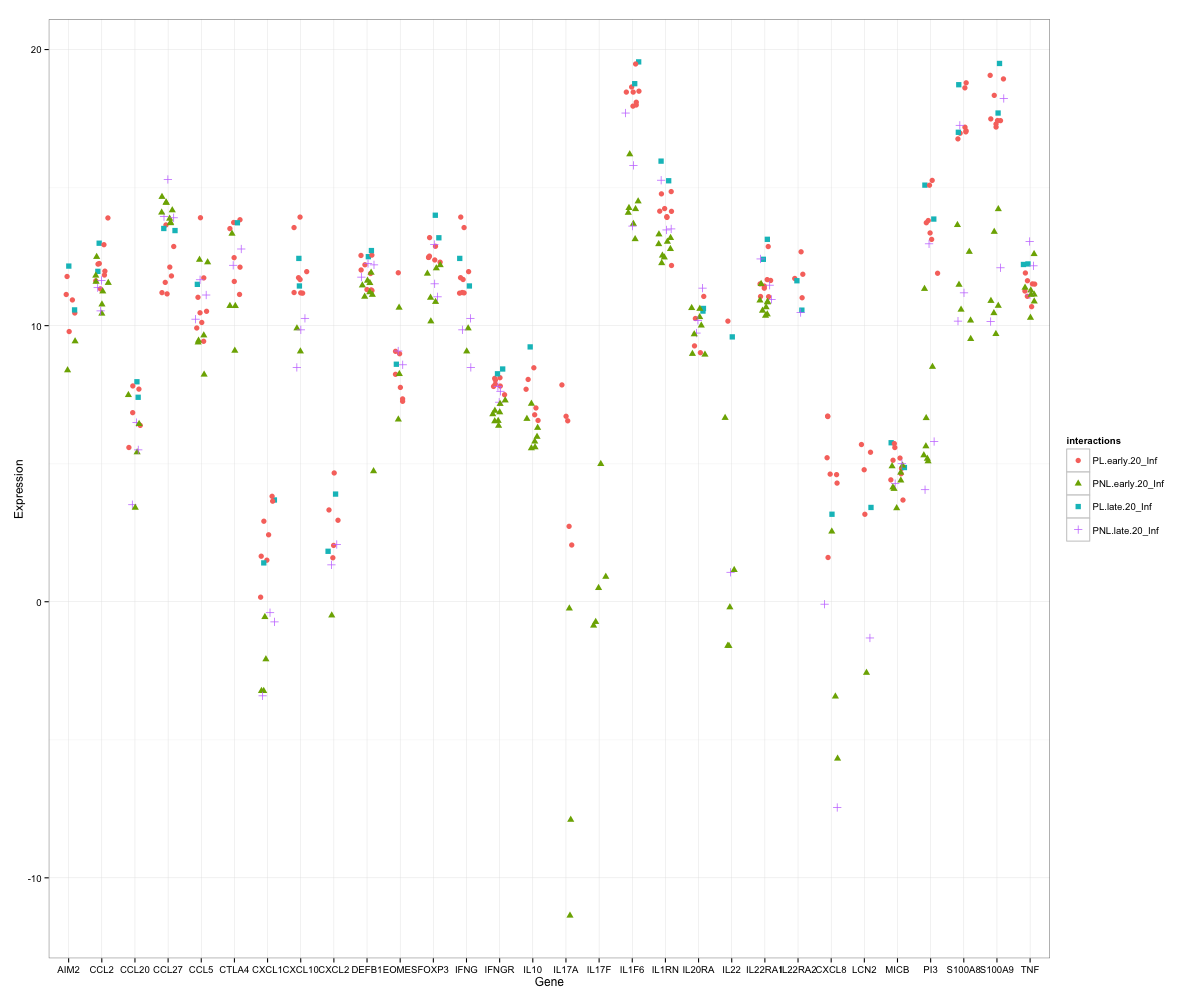 20
10
0
-10
Expression
AIM2 CCL2 CCL20 CCL27 CCL5 CTLA4 CXCL1 CXCL10 CXCL2 DEFB1 EOMES FOXP3 IFNG IFNGR IL10 IL17A IL17F IL1F6 IL1RN IL20RA IL22 IL22RA1 IL22RA2 CXCL8 LCN2 MICB PI3 S100A8 S100A9 TNF
Gene
interactions
PL.early.20_Inf
PNL.early.20_Inf
PL.late.20_Inf
PNL.late.20_Inf